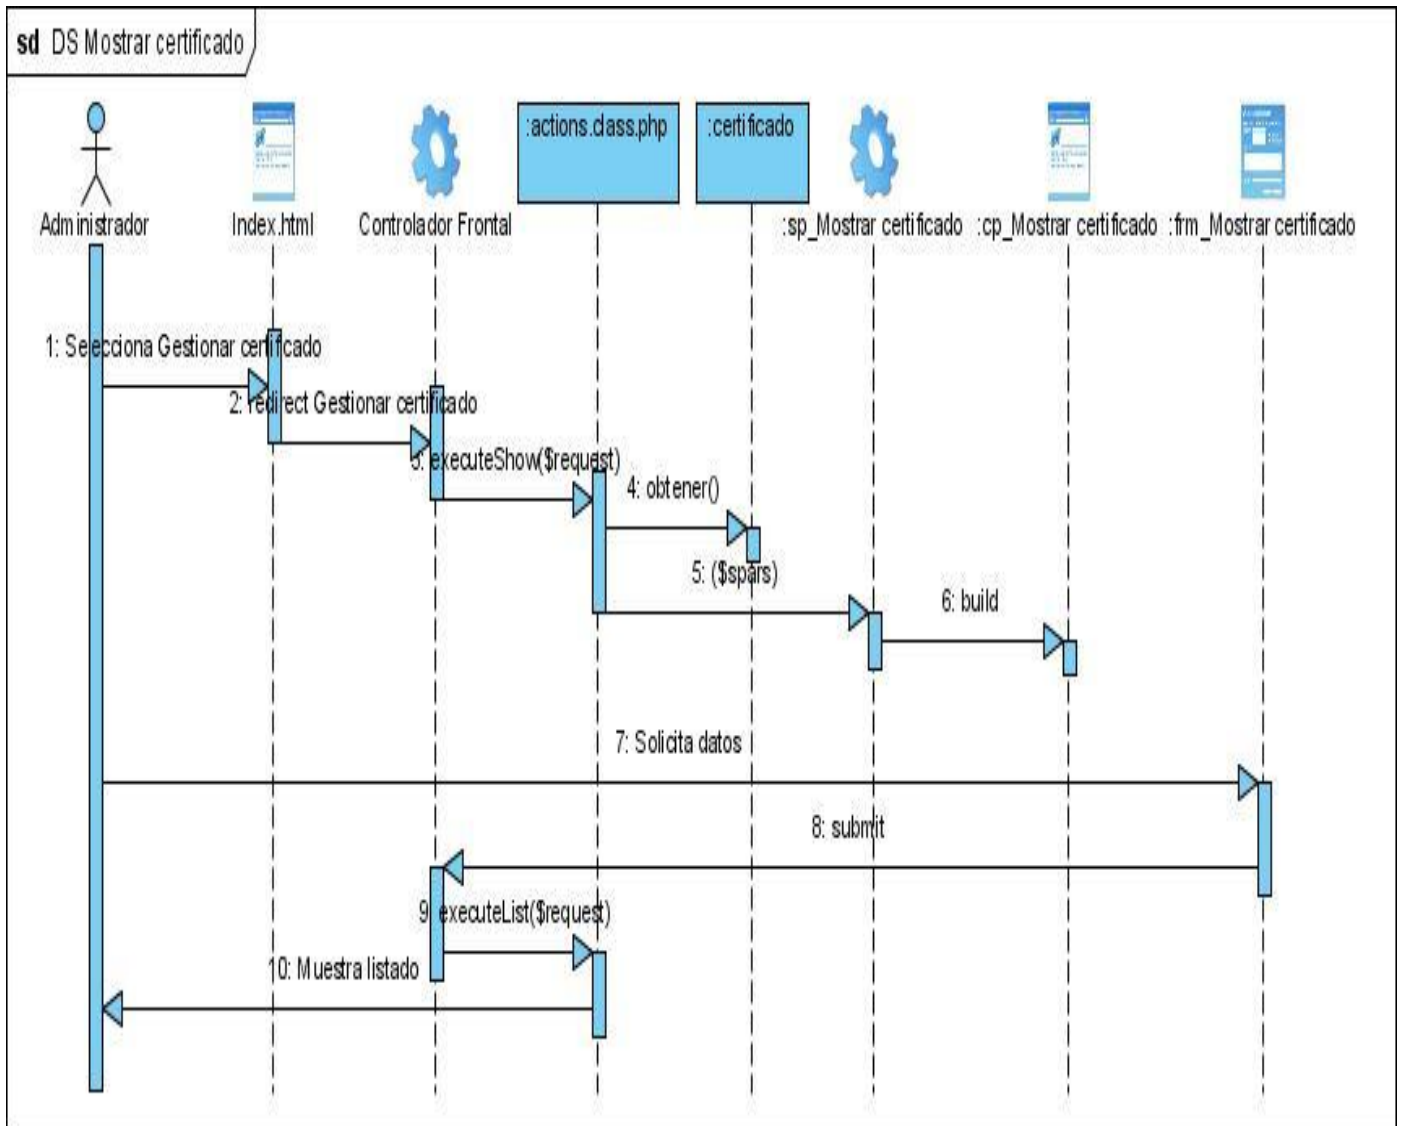 sd DS Mostrar certificado
:actions.class.php
:certificado
Administrador
Index.html
Controlador Frontal
:sp_Mostrar certificado
:cp_Mostrar certificado
:frm_Mostrar certificado
1: Selecciona Gestionar certificado
2: redirect Gestionar certificado
3: executeShow($request)
4: obtener()
5: ($spars)
6: build
7: Solicita datos
8: submit
9: executeList($request)
10: Muestra listado